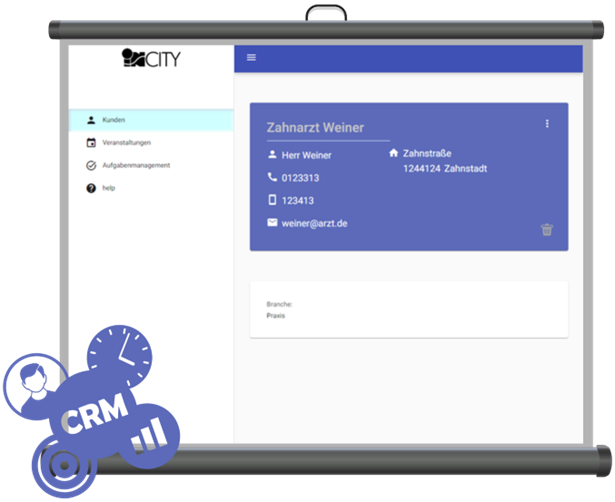 inCITY
Kunden
Veranstaltungen
Aufgabenmanagement
help
Zahnarzt Weiner
Herr Weiner
0123313
123413
weiner@arzt.de
Zahnstraße
1244124 Zahnstadt
Branche:
Praxis
CRM